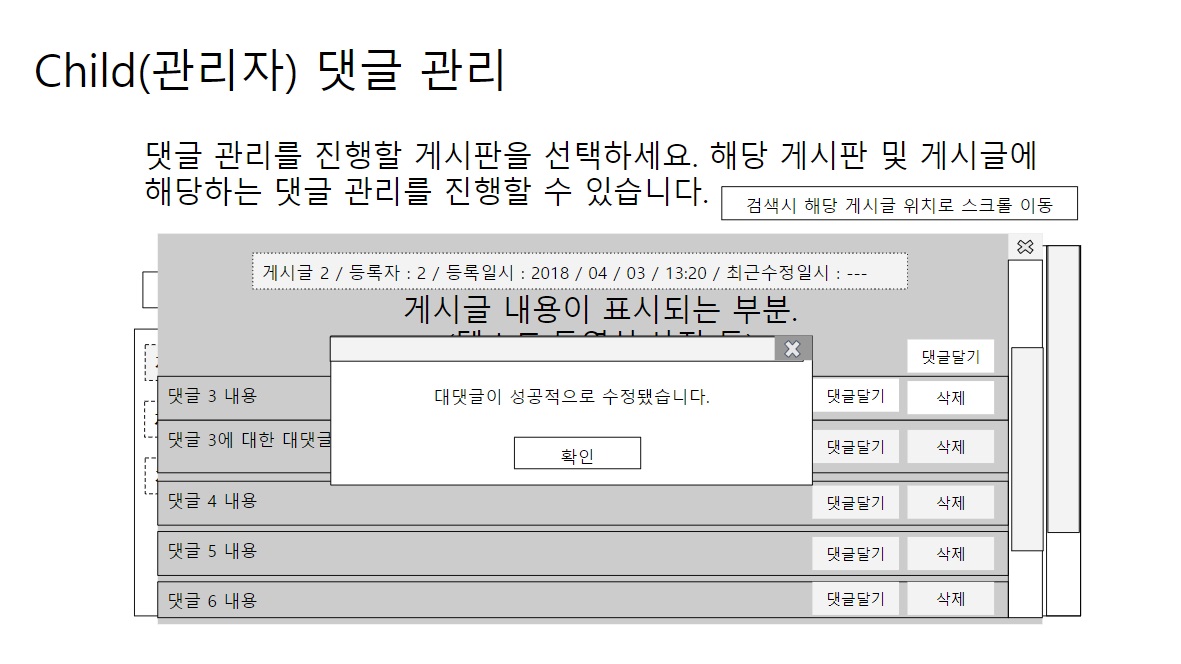 Child(관리자) 댓글 관리
댓글 관리를 진행할 게시판을 선택하세요. 해당 게시판 및 게시글에
해당하는 댓글 관리를 진행할 수 있습니다.
검색시 해당 게시글 위치로 스크롤 이동
게시글 2 / 등록자 : 2 / 등록일시 : 2018 / 04 / 03 / 13:20 / 최근수정일시 : ---
게시글 내용이 표시되는 부분.
댓글달기
대댓글이 성공적으로 수정됐습니다.
확인
댓글 3 내용
댓글달기
삭제
댓글 3에 대한 대댓글
댓글달기
삭제
댓글 4 내용
댓글달기
삭제
댓글 5 내용
댓글달기
삭제
댓글 6 내용
댓글달기
삭제